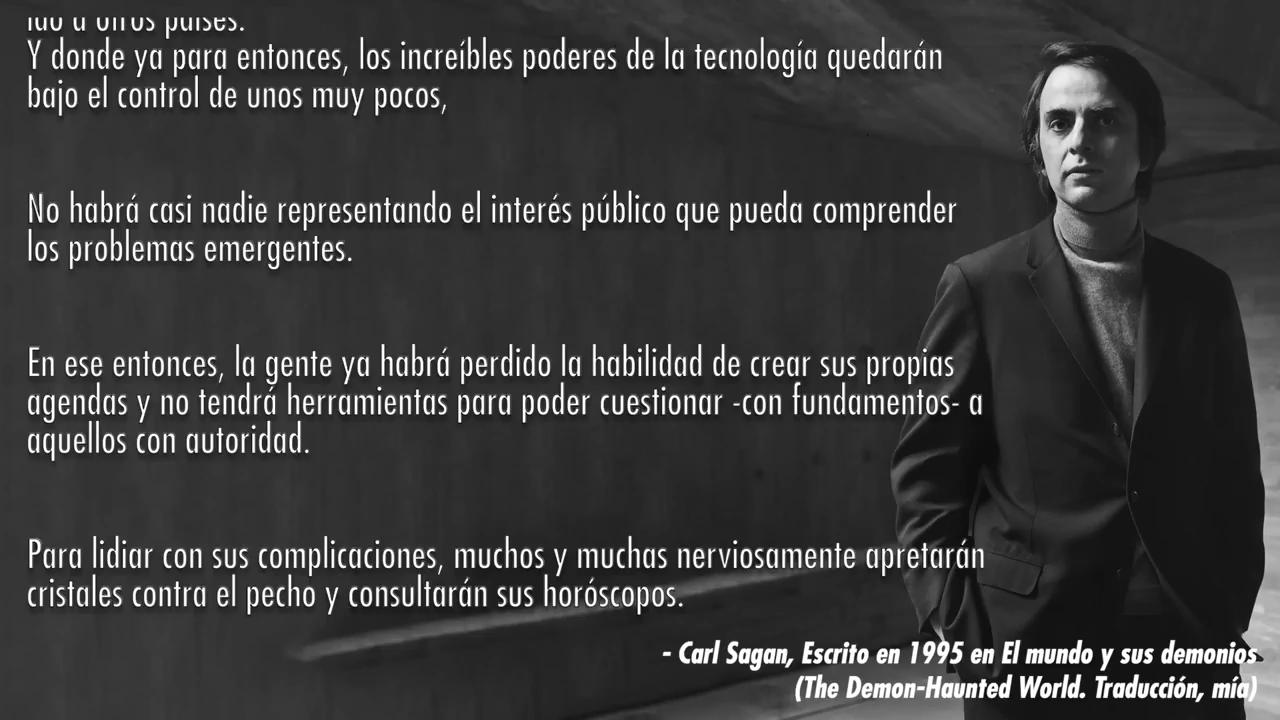 ido a otros países.
Y donde ya para entonces, los increíbles poderes de la tecnología quedarán
bajo el control de unos muy pocos,
No habrá casi nadie representando el interés público que pueda comprender
los problemas emergentes.
En ese entonces, la gente ya habrá perdido la habilidad de crear sus propias
agendas y no tendrá herramientas para poder cuestionar -con fundamentos- a
aquellos con autoridad.
Para lidiar con sus complicaciones, muchos y muchas nerviosamente apretarán
cristales contra el pecho y consultarán sus horóscopos.
- Carl Sagan, Escrito en 1995 en El mundo y sus demonios
(The Demon-Haunted World. Traducción, mía)